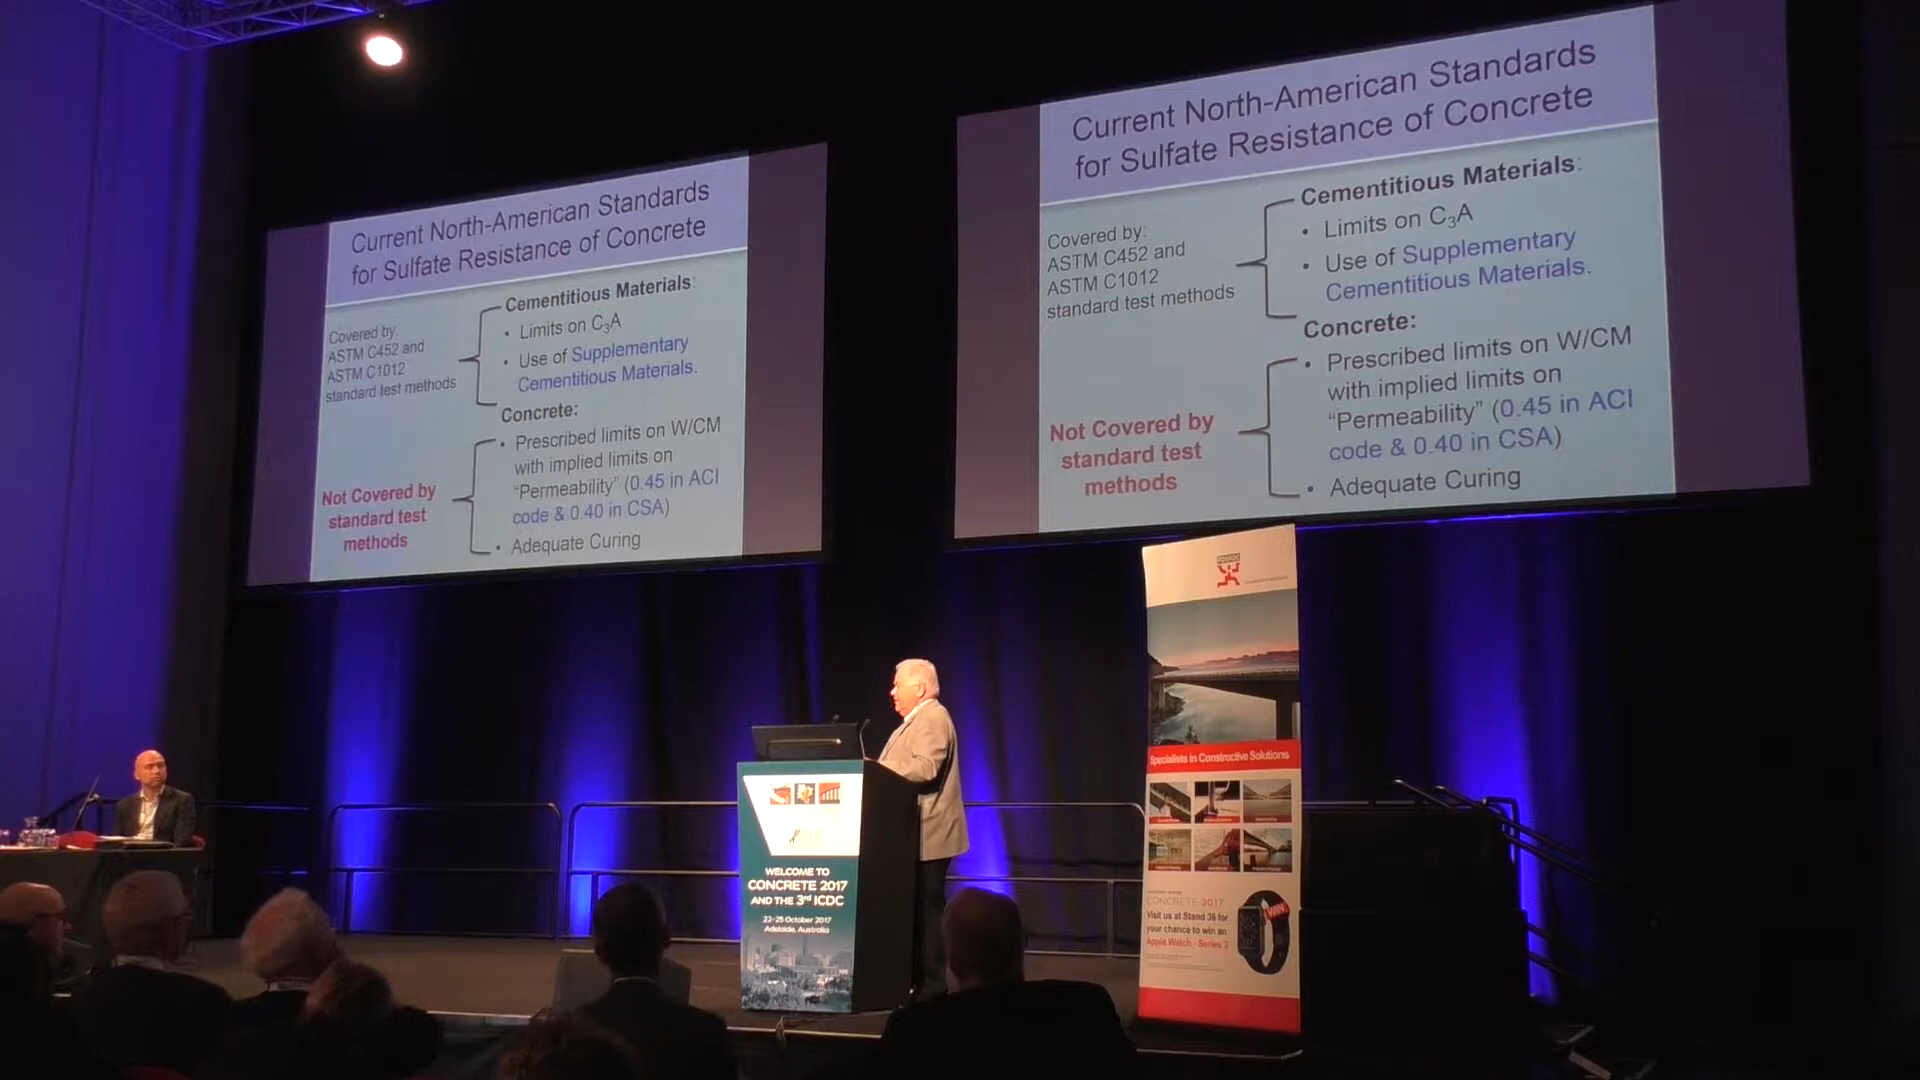 Current North-American Standards
for Sulfate Resistance of Concrete
Covered by:
ASTM C452 and
ASTM C1012
standard test methods
Cementitious Materials:
• Limits on C₃A
• Use of Supplementary
Cementitious Materials.
Concrete:
• Prescribed limits on W/CM
with implied limits on
“Permeability” (0.45 in ACI
code & 0.40 in CSA)
• Adequate Curing
Not Covered by
standard test
methods
Current North-American Standards
for Sulfate Resistance of Concrete
Covered by:
ASTM C452 and
ASTM C1012
standard test methods
Cementitious Materials:
• Limits on C₃A
• Use of Supplementary
Cementitious Materials.
Concrete:
• Prescribed limits on W/CM
with implied limits on
“Permeability” (0.45 in ACI
code & 0.40 in CSA)
• Adequate Curing
Not Covered by
standard test
methods
WELCOME TO
CONCRETE 2017
AND THE 3rd ICDC
22-25 October 2017
Adelaide, Australia
Specialists in Constructive Solutions
CONCRETE 2017
Visit us at Stand 36 for
your chance to win an
Apple Watch - Series 3
WIN